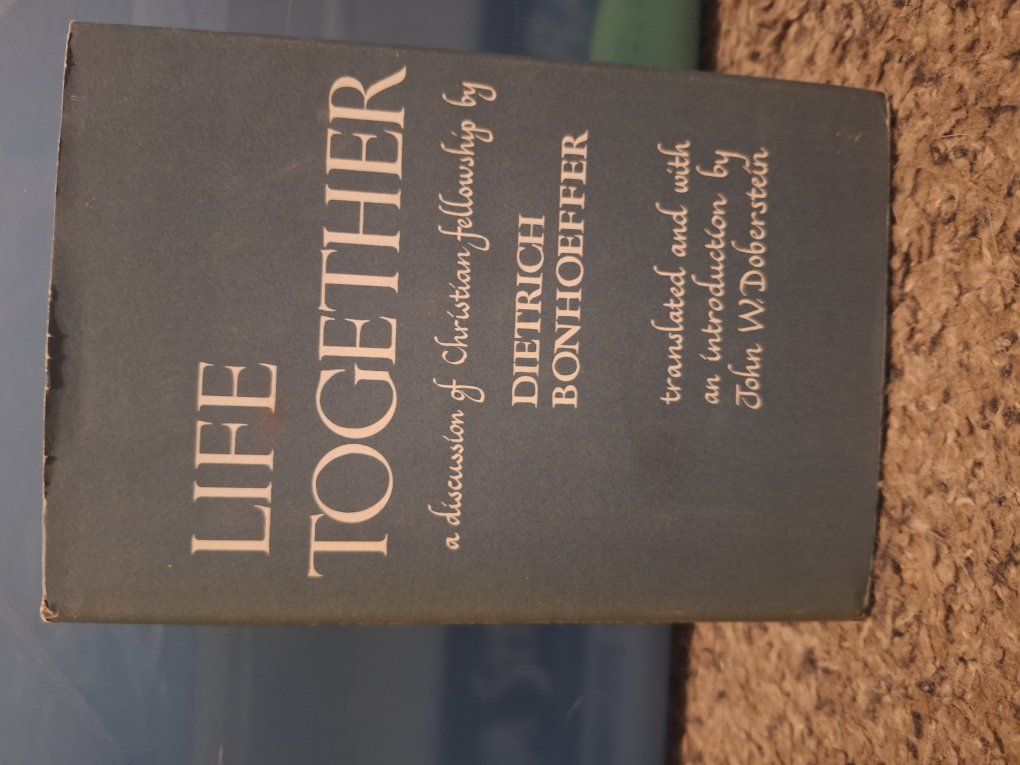 LIFE
TOGETHER
a discussion of Christian fellowship by
DIETRICH
BONHOEFFER
translated and with
an introduction by
John W. Doberstein